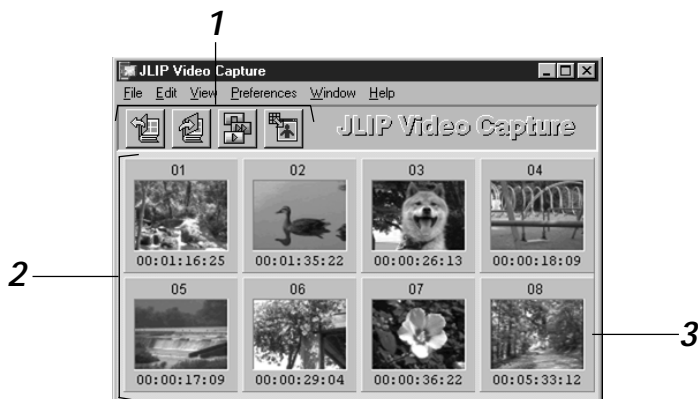 1
JLIP Video Capture
File Edit View Preferences Window Help
JLIP Video Capture
01 02 03 04
00:01:16:25 00:01:35:22 00:00:26:13 00:00:18:09
2
05 06 07 08
3
00:00:17:09 00:00:29:04 00:00:36:22 00:05:33:12